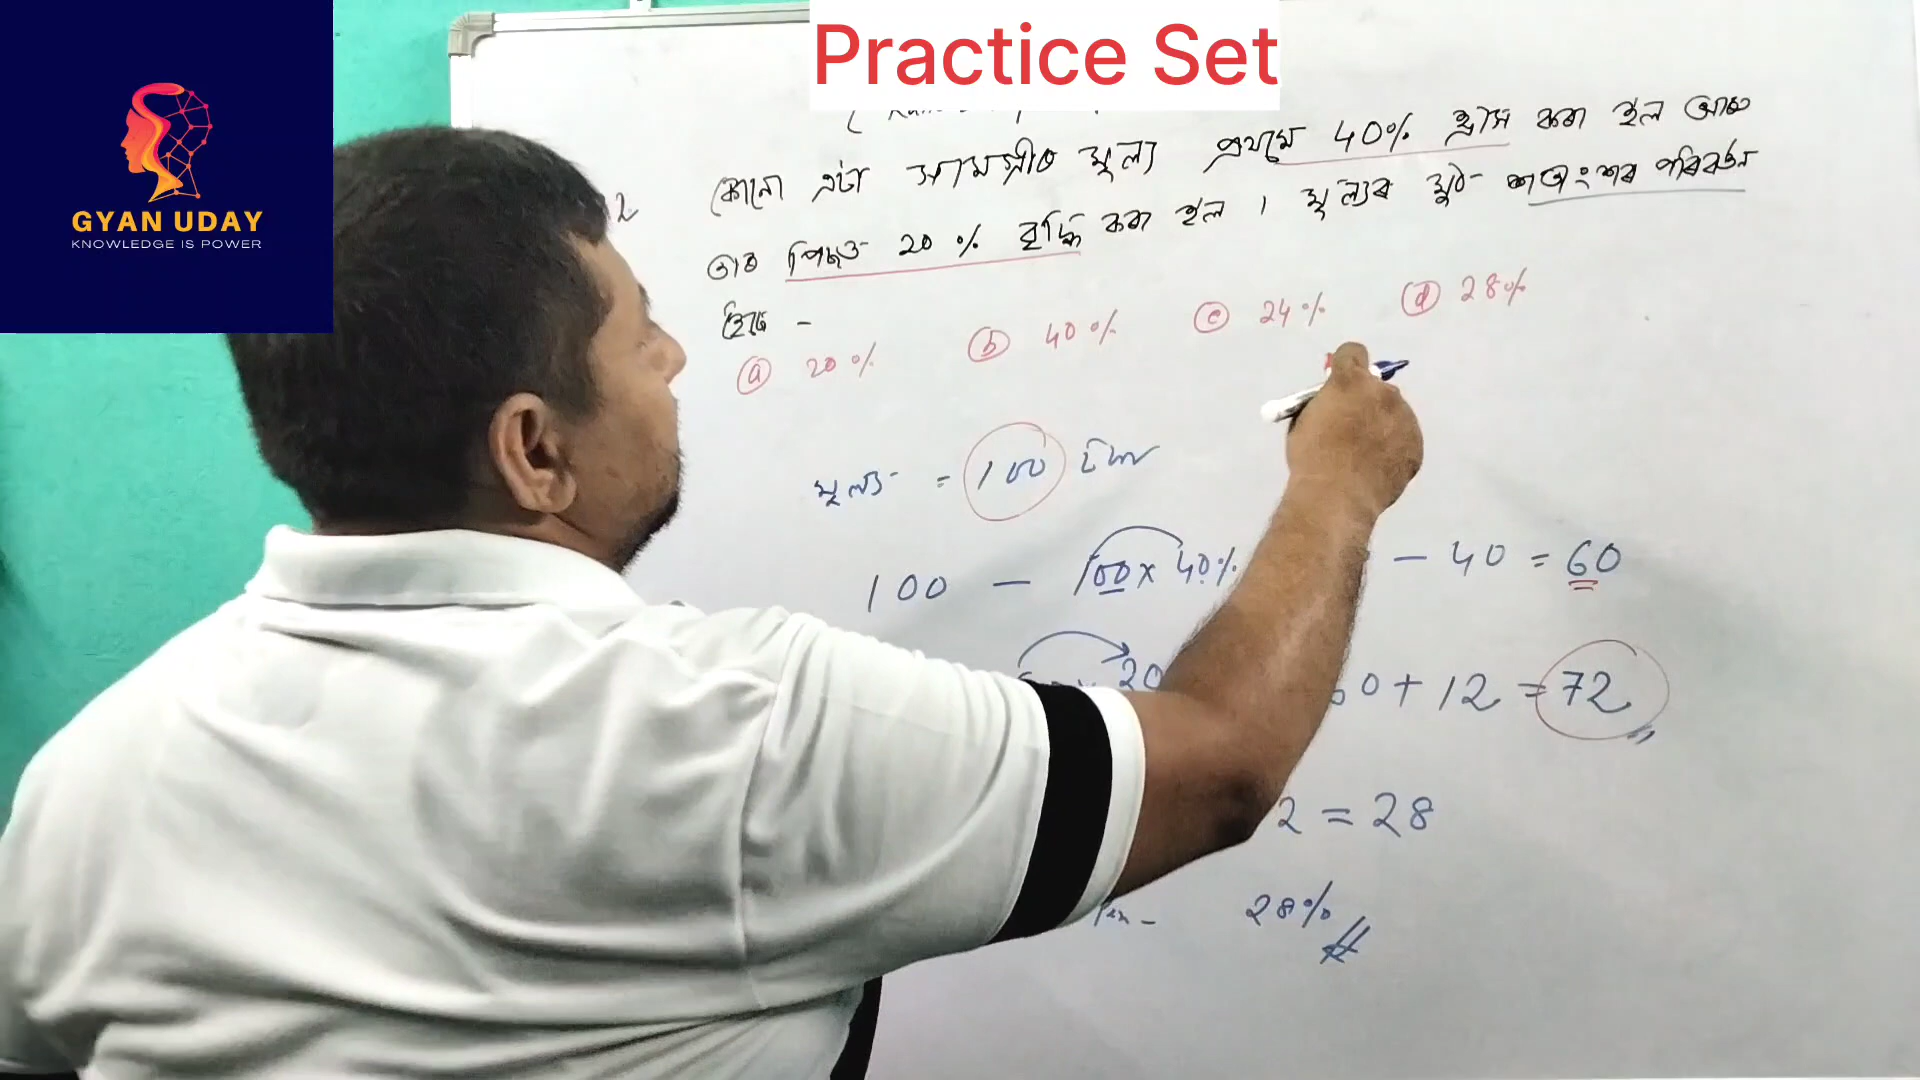 Practice Set
GYAN UDAY
KNOWLEDGE IS POWER
2 কোনো এটা সামগ্ৰীৰ মূল্য প্ৰথমে 40% হ্ৰাস কৰা হ'ল আৰু
তাৰ পিছত 20% বৃদ্ধি কৰা হ'ল । মূল্যৰ মুঠ শতাংশৰ পৰিবৰ্তন
হৈছে -
(a) 20% (b) 40% (c) 24% (d) 28%
মূল্য = 100 টকা
100 - 100 x 40% - 40 = 60
20 0 + 12 = 72
2 = 28
28%